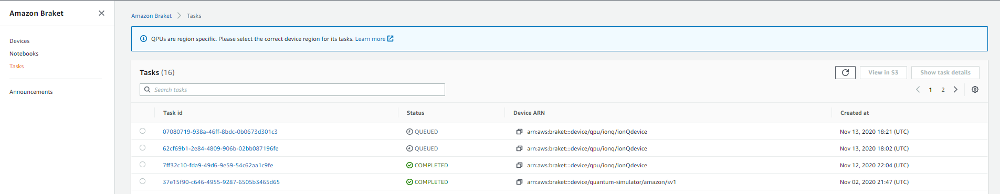 Amazon Braket
Devices
Notebooks
Tasks
Announcements
Amazon Braket > Tasks
QPUs are region specific. Please select the correct device region for its tasks. Learn more
Tasks (16)
View in S3
Show task details
Search tasks
1 2
Task id Status Device ARN Created at
07080719-938a-46ff-8bdc-0b0673d301c3 QUEUED arn:aws:braket:::device/qpu/ionq/ionQdevice Nov 13, 2020 18:21 (UTC)
62cf69b1-2e84-4809-906b-02bb087196fe QUEUED arn:aws:braket:::device/qpu/ionq/ionQdevice Nov 13, 2020 18:02 (UTC)
7ff32c10-fda9-49d6-9e59-54c62aa1c9fe COMPLETED arn:aws:braket:::device/qpu/ionq/ionQdevice Nov 12, 2020 22:04 (UTC)
37e15f90-c646-4955-9287-6505b3465d65 COMPLETED arn:aws:braket:::device/quantum-simulator/amazon/sv1 Nov 02, 2020 21:47 (UTC)